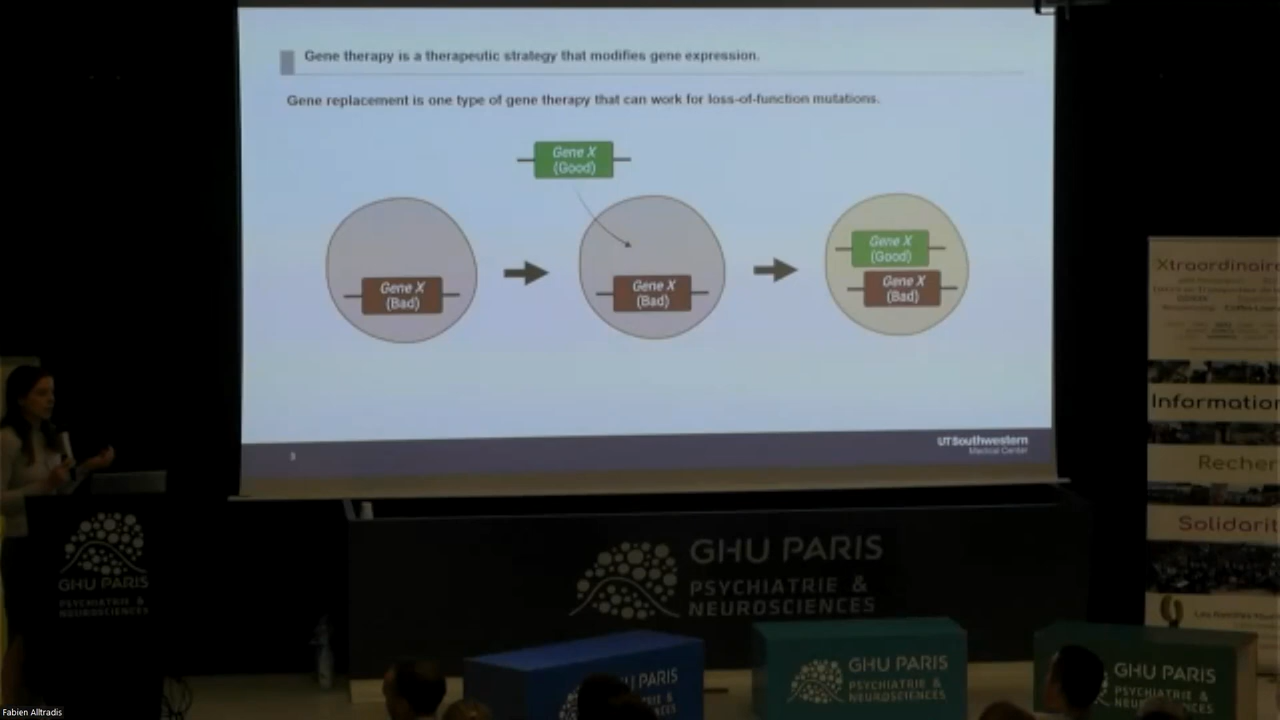 Gene therapy is a therapeutic strategy that modifies gene expression.
Gene replacement is one type of gene therapy that can work for loss-of-function mutations.
Gene X
(Good)
Gene X
(Bad)
Gene X
(Bad)
Gene X
(Good)
Gene X
(Bad)
3
UTSouthwestern
Medical Center
Xtraordinaire
Information
Recher
Solidarit
GHU PARIS
PSYCHIATRIE &
NEUROSCIENCES
GHU PARIS
PSYCHIATRIE &
NEUROSCIENCES
GHU PARIS
PSYCHIATRIE &
NEUROSCIENCES
GHU PARIS
PSYCHIATRIE &
NEUROSCIENCES
PARIS
Fabien Alltradis